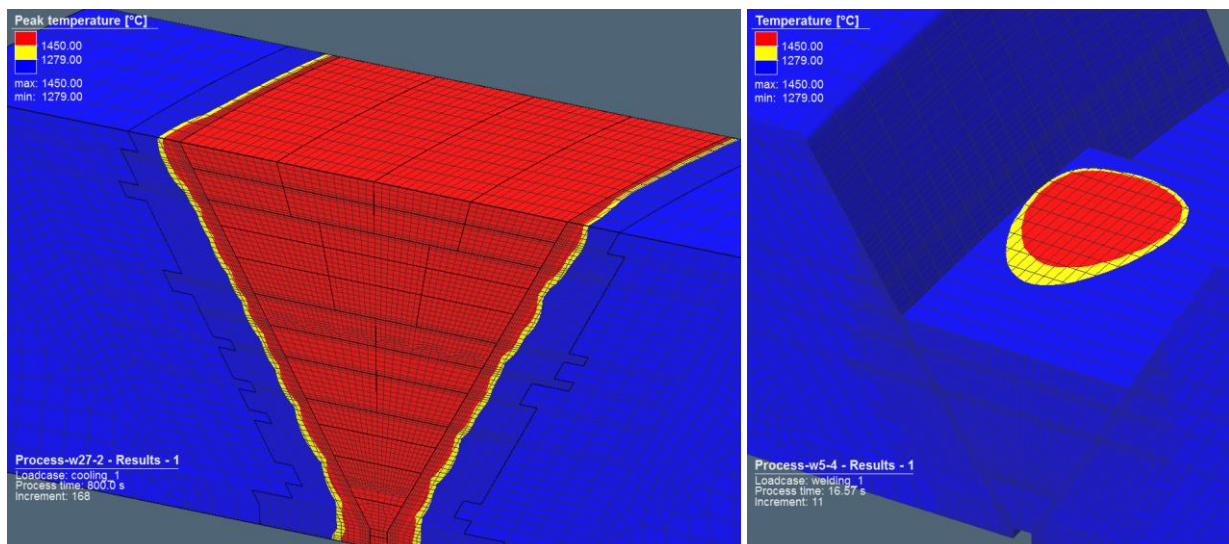 Peak temperature [°C]
1450.00
1279.00
max: 1450.00
min: 1279.00
Process-w27-2 - Results - 1
Loadcase: cooling_1
Process time: 800.0 s
Increment: 168
Temperature [°C]
1450.00
1279.00
max: 1450.00
min: 1279.00
Process-w5-4 - Results - 1
Loadcase: welding_1
Process time: 16.57 s
Increment: 11